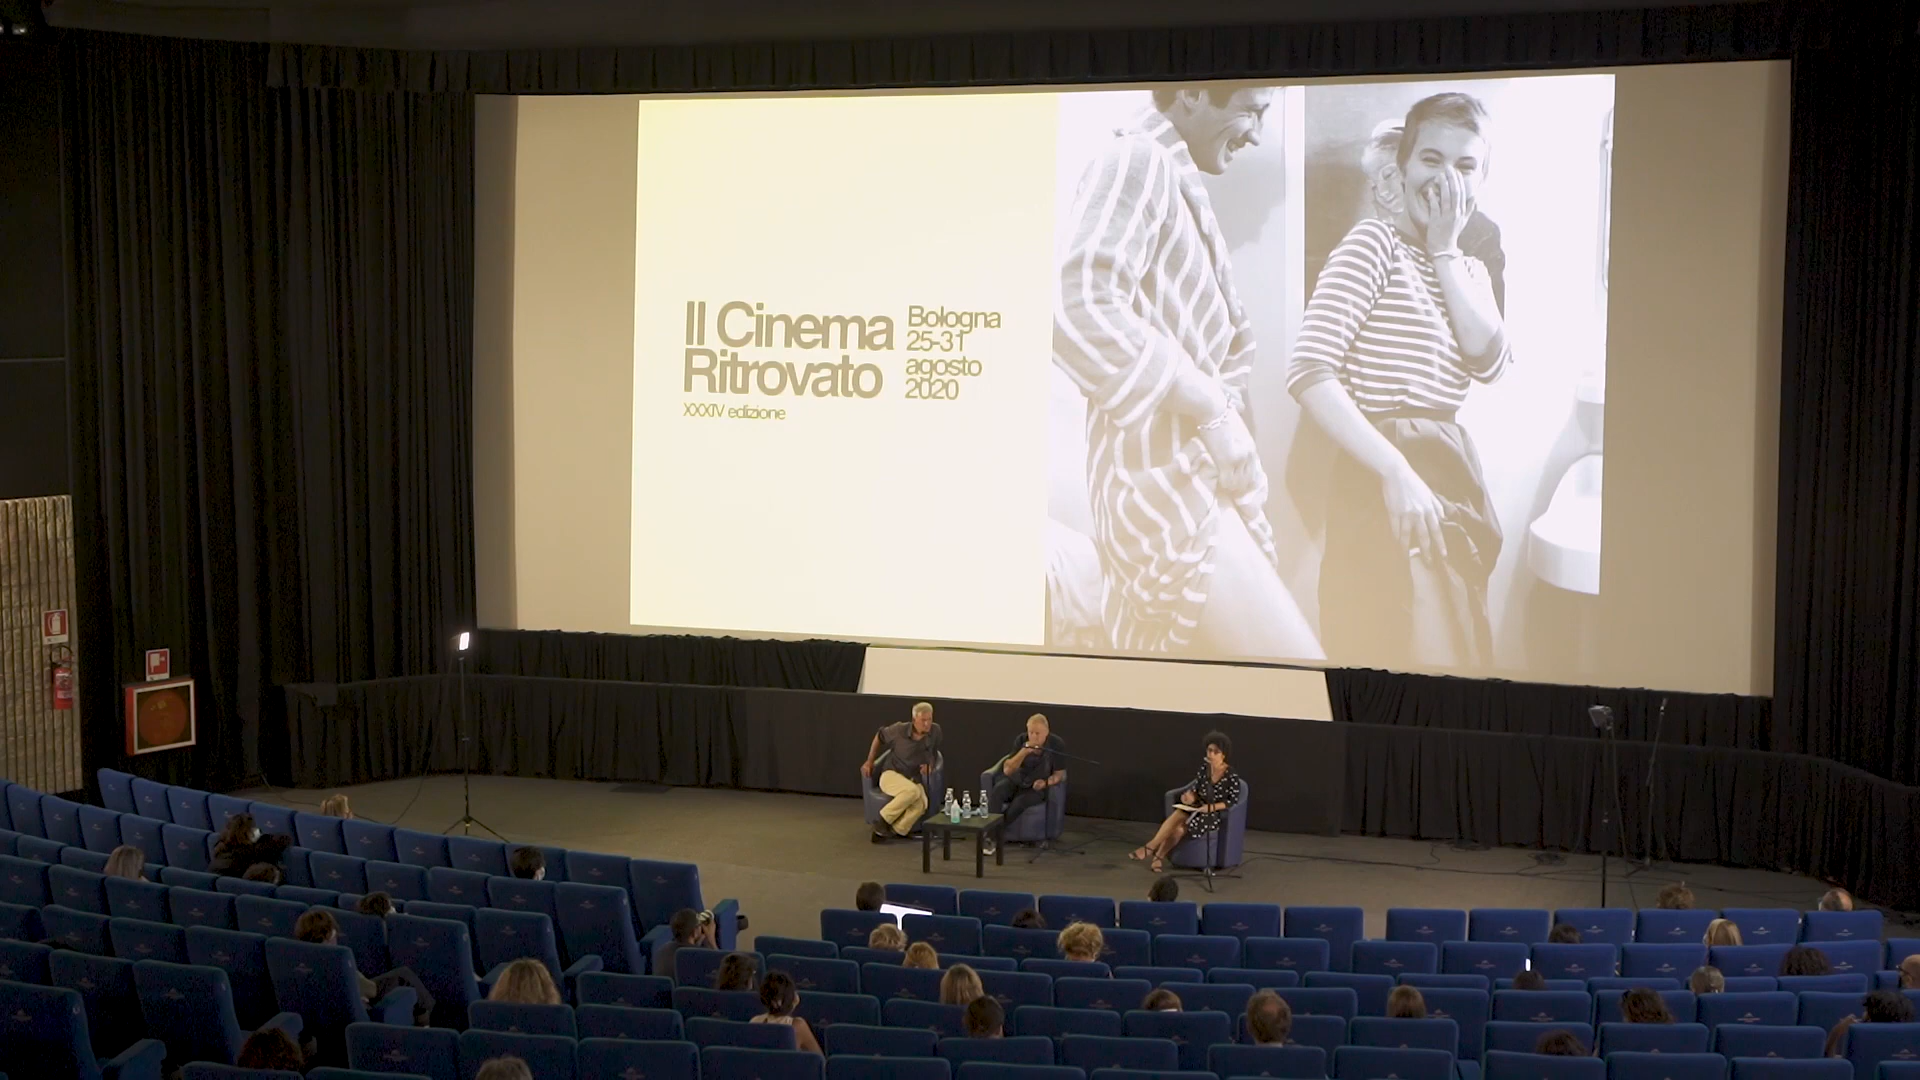 Il Cinema
Ritrovato
XXXIV edizione
Bologna
25-31
agosto
2020